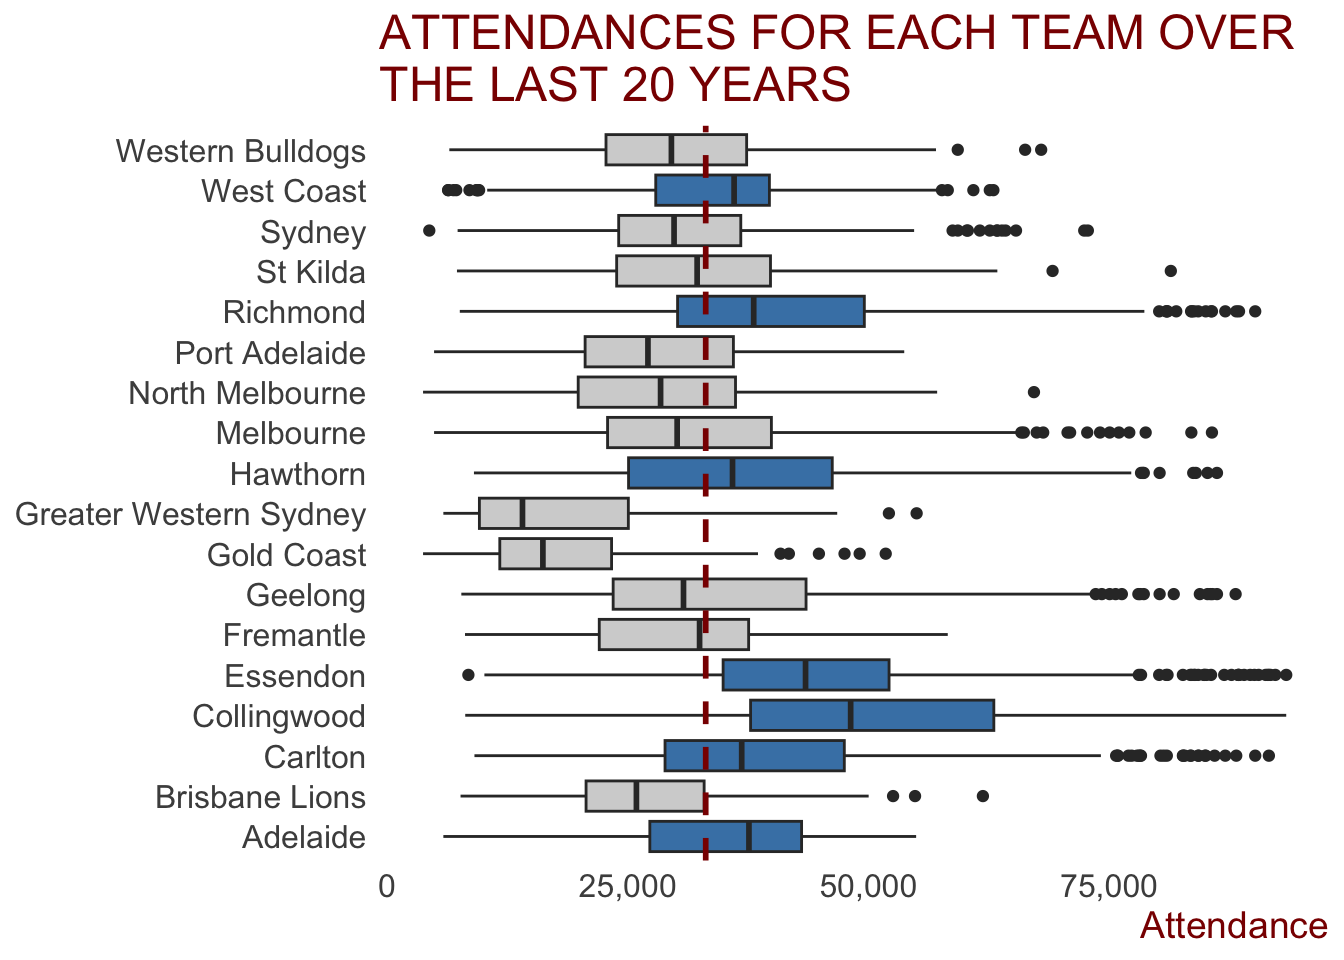 ATTENDANCES FOR EACH TEAM OVER
THE LAST 20 YEARS
Western Bulldogs
West Coast
Sydney
St Kilda
Richmond
Port Adelaide
North Melbourne
Melbourne
Hawthorn
Greater Western Sydney
Gold Coast
Geelong
Fremantle
Essendon
Collingwood
Carlton
Brisbane Lions
Adelaide
0 25,000 50,000 75,000
Attendance